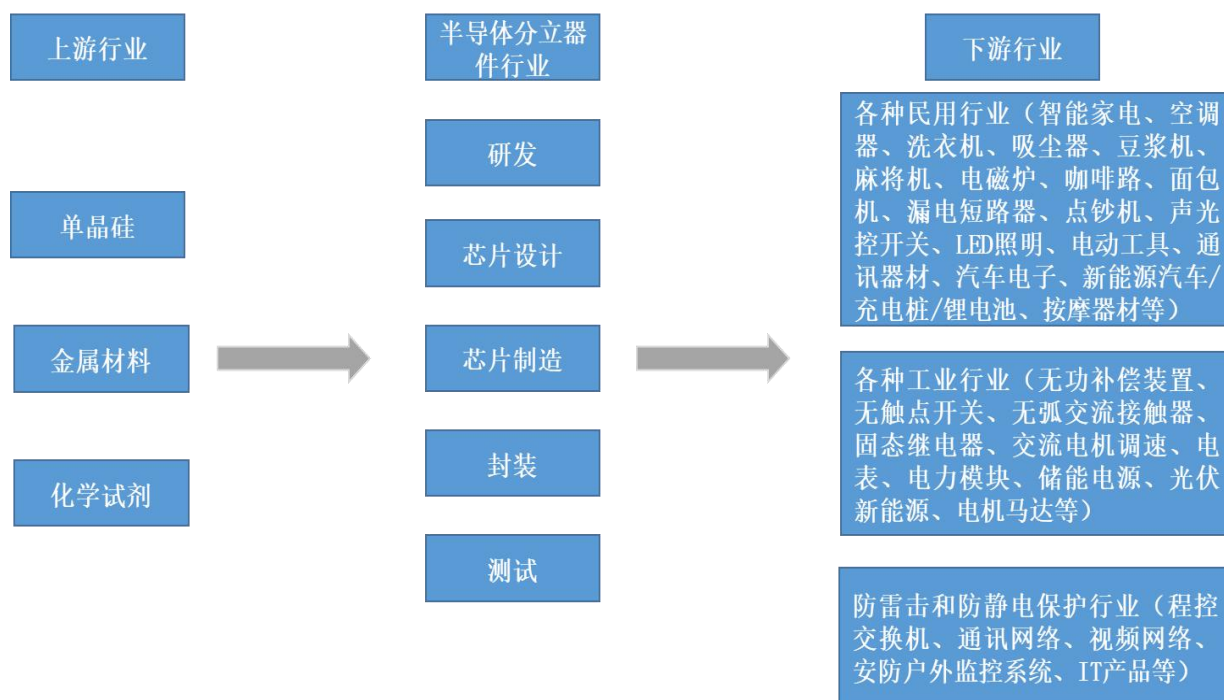 上游行业
单晶硅
金属材料
化学试剂
半导体分立器
件行业
研发
芯片设计
芯片制造
封装
测试
下游行业
各种民用行业（智能家电、空调
器、洗衣机、吸尘器、豆浆机、
麻将机、电磁炉、咖啡路、面包
机、漏电短路器、点钞机、声光
控开关、LED照明、电动工具、通
讯器材、汽车电子、新能源汽车/
充电桩/锂电池、按摩器材等）
各种工业行业（无功补偿装置、
无触点开关、无弧交流接触器、
固态继电器、交流电机调速、电
表、电力模块、储能电源、光伏
新能源、电机马达等）
防雷击和防静电保护行业（程控
交换机、通讯网络、视频网络、
安防户外监控系统、IT产品等）